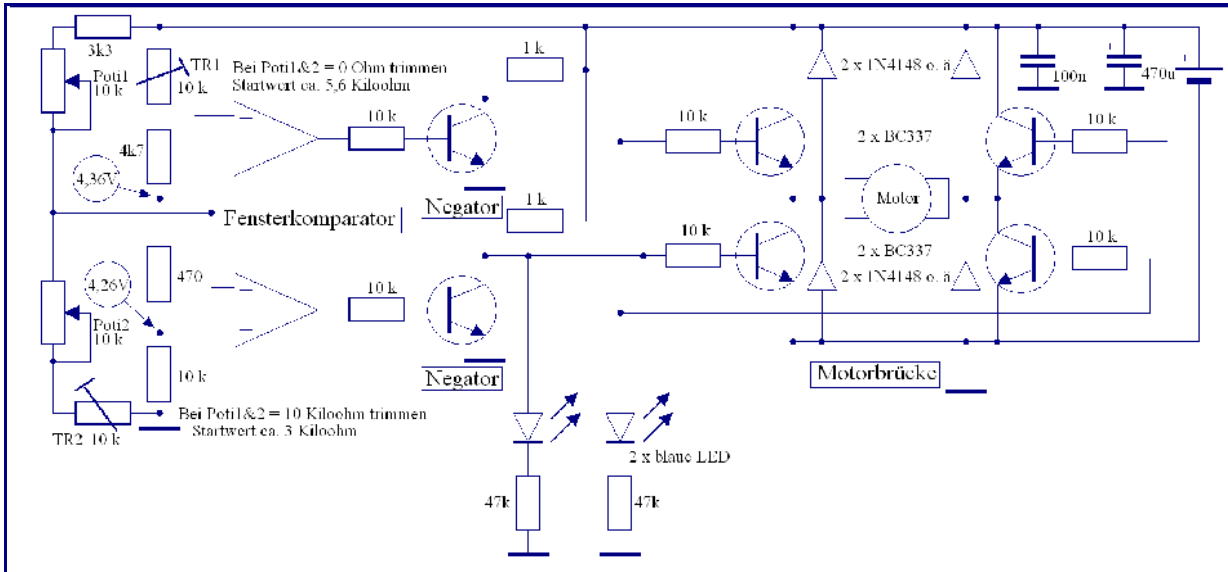 3k3
1 k
TR1
Poti1
10 k
10 k
Bei Poti1&2 = 0 Ohm trimmen
Startwert ca. 5,6 Kiloohm
2 x 1N4148 o. ä
100n
+
470u
+
10 k
10 k
2 x BC337
10 k
4k7
4,36V
Fensterkomparator
Negator
1 k
Motor
10 k
2 x BC337
10 k
4,26V
470
10 k
2 x 1N4148 o. ä
Poti2
10 k
10 k
Negator
Motorbrücke
Bei Poti1&2 = 10 Kiloohm trimmen
Startwert ca. 3 Kiloohm
TR2 10 k
2 x blaue LED
47k
47k